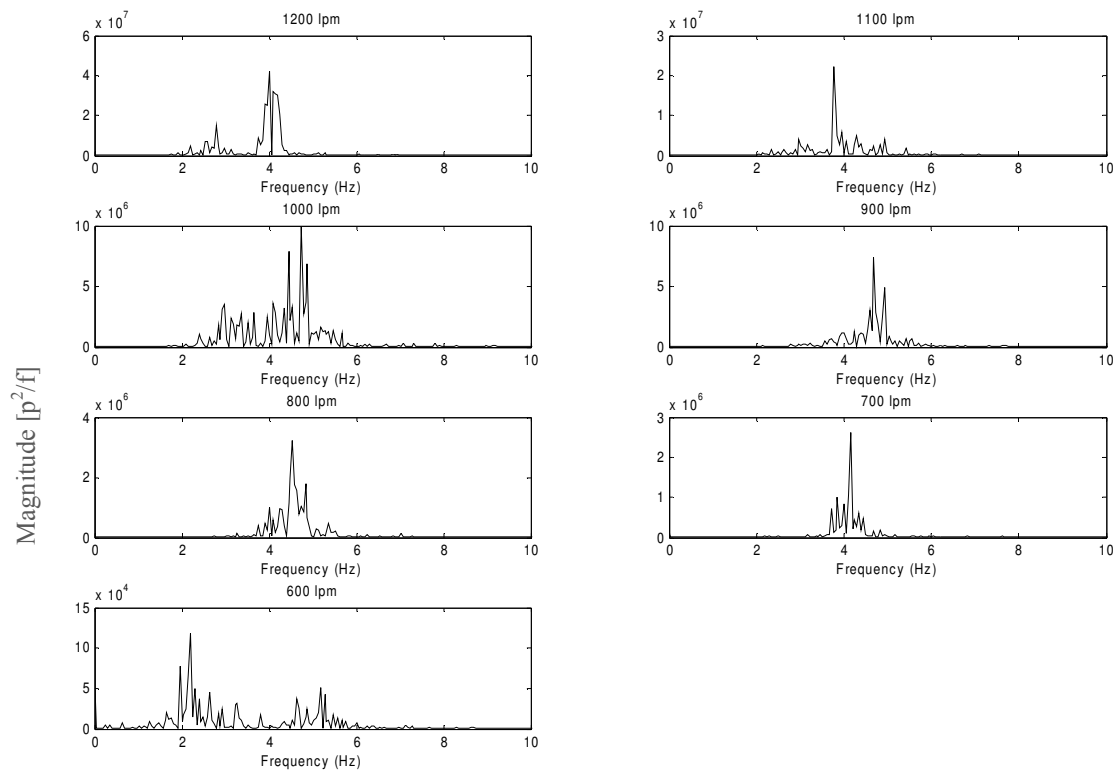 1200 lpm
x 10^7
6
4
2
0
0 2 4 6 8 10
Frequency (Hz)
1100 lpm
x 10^7
3
2
1
0
0 2 4 6 8 10
Frequency (Hz)
1000 lpm
x 10^6
10
5
0
0 2 4 6 8 10
Frequency (Hz)
900 lpm
x 10^6
10
5
0
0 2 4 6 8 10
Frequency (Hz)
Magnitude [p^2/f]
800 lpm
x 10^6
4
2
0
0 2 4 6 8 10
Frequency (Hz)
700 lpm
x 10^6
3
2
1
0
0 2 4 6 8 10
Frequency (Hz)
600 lpm
x 10^4
15
10
5
0
0 2 4 6 8 10
Frequency (Hz)